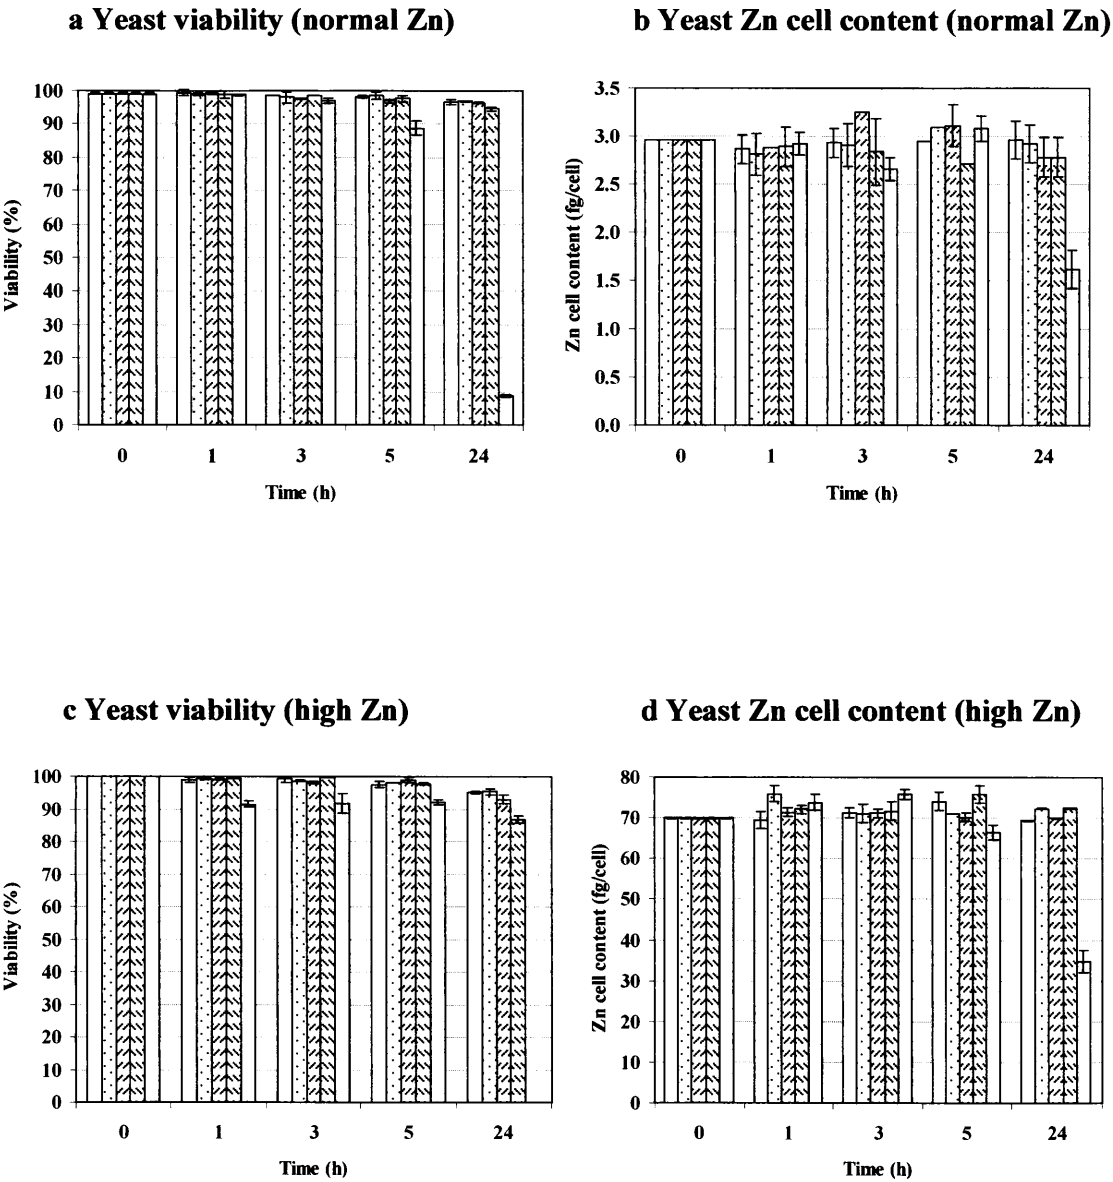 a Yeast viability (normal Zn)
b Yeast Zn cell content (normal Zn)
100
90
80
70
60
50
40
30
20
10
0
Viability (%)
0 1 3 5 24
Time (h)
3.5
3.0
2.5
2.0
1.5
1.0
0.5
0.0
Zn cell content (fg/cell)
0 1 3 5 24
Time (h)
c Yeast viability (high Zn)
d Yeast Zn cell content (high Zn)
100
90
80
70
60
50
40
30
20
10
0
Viability (%)
0 1 3 5 24
Time (h)
80
70
60
50
40
30
20
10
0
Zn cell content (fg/cell)
0 1 3 5 24
Time (h)